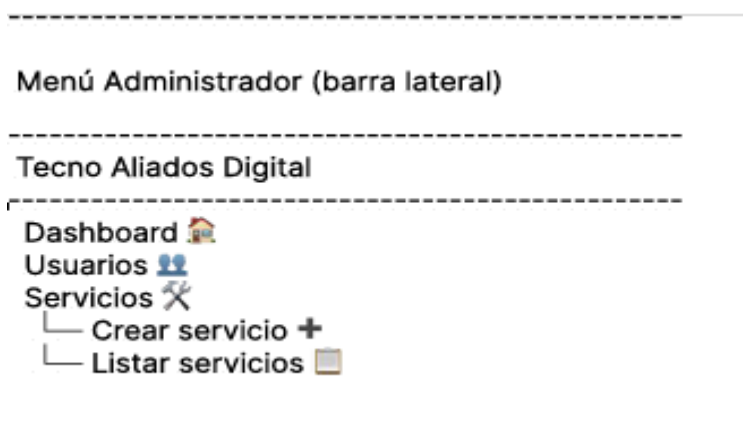 --------------------------------------------------
Menú Administrador (barra lateral)
--------------------------------------------------
Tecno Aliados Digital
--------------------------------------------------
Dashboard 🏠
Usuarios 👥
Servicios 🛠
└── Crear servicio ➕
└── Listar servicios 📋